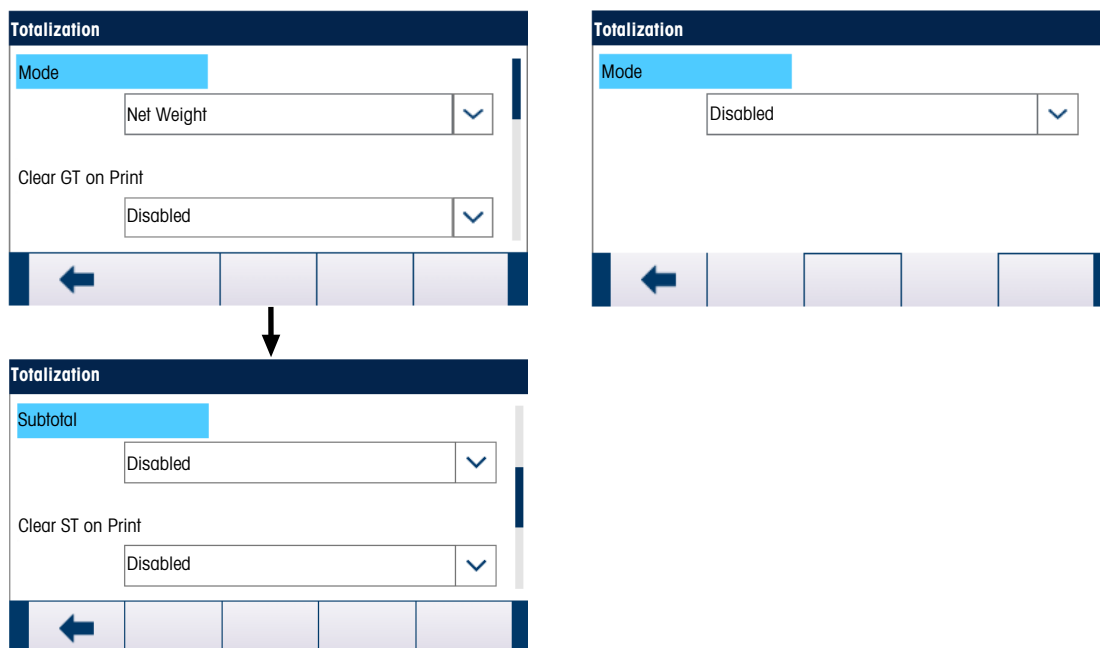 Totalization
Mode
Net Weight
Clear GT on Print
Disabled
Totalization
Subtotal
Disabled
Clear ST on Print
Disabled
Totalization
Mode
Disabled